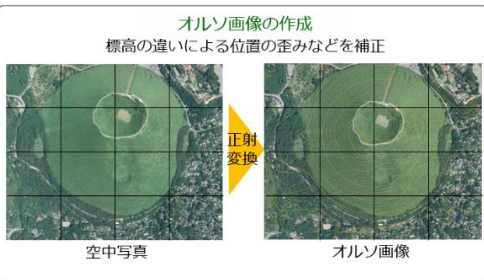 オルソ画像の作成
標高の違いによる位置の歪みなどを補正
正射
変換
空中写真
オルソ画像